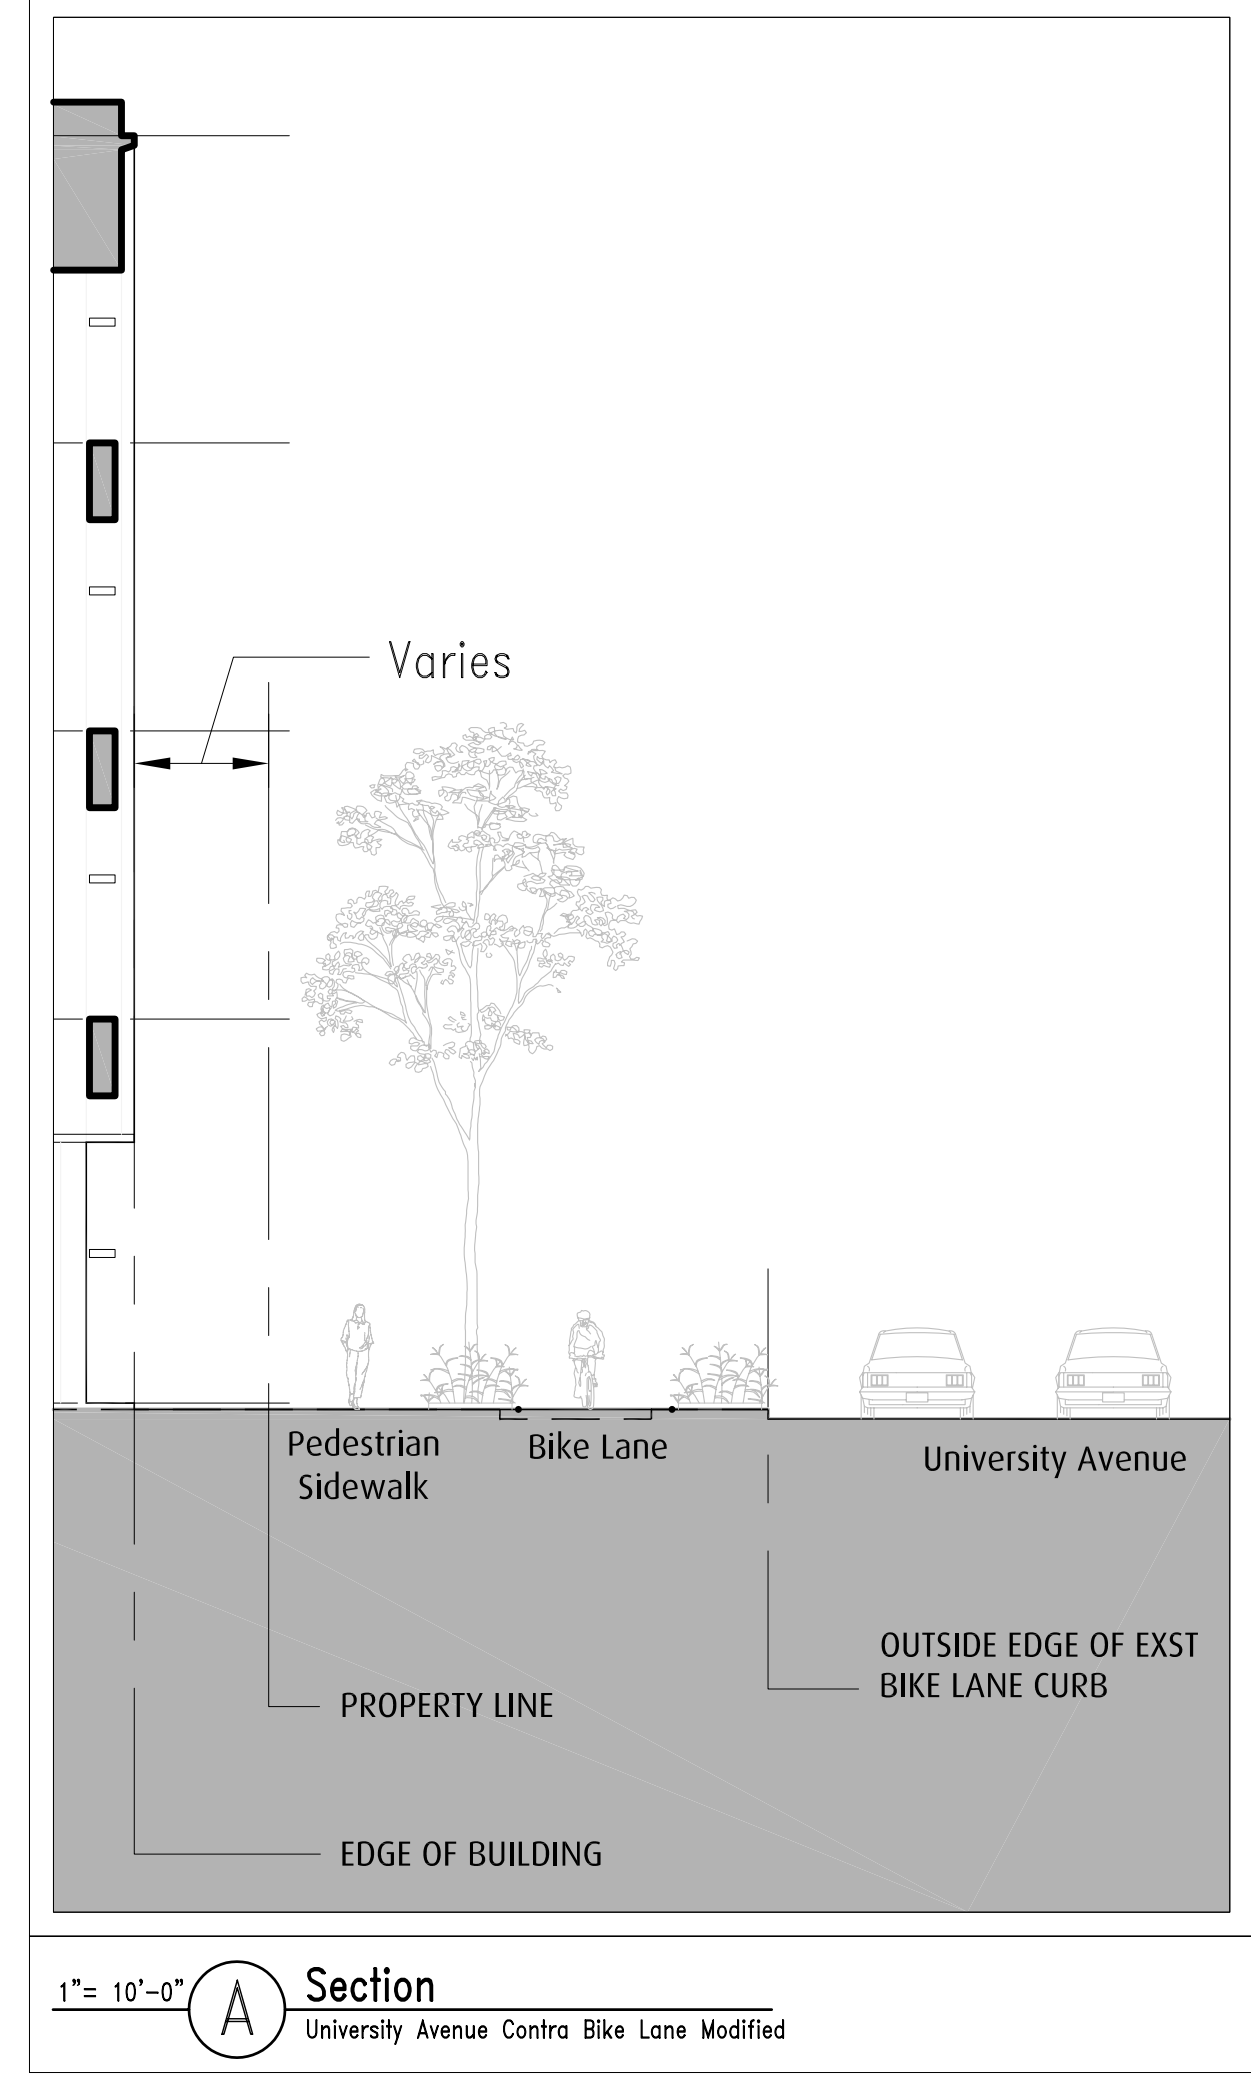 Varies
Pedestrian
Sidewalk
Bike Lane
University Avenue
OUTSIDE EDGE OF EXST
BIKE LANE CURB
PROPERTY LINE
EDGE OF BUILDING
1"= 10'-0"
A
Section
University Avenue Contra Bike Lane Modified